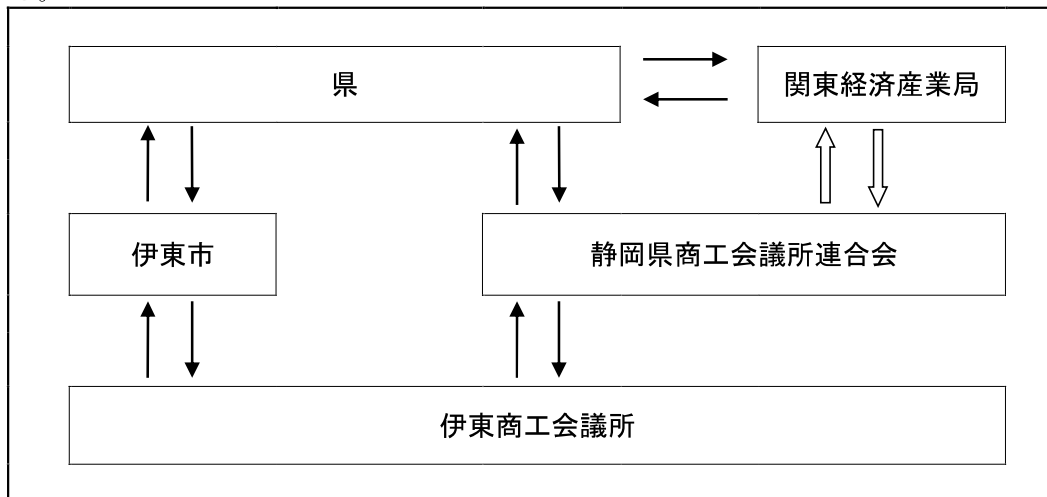 県
関東経済産業局
伊東市
静岡県商工会議所連合会
伊東商工会議所